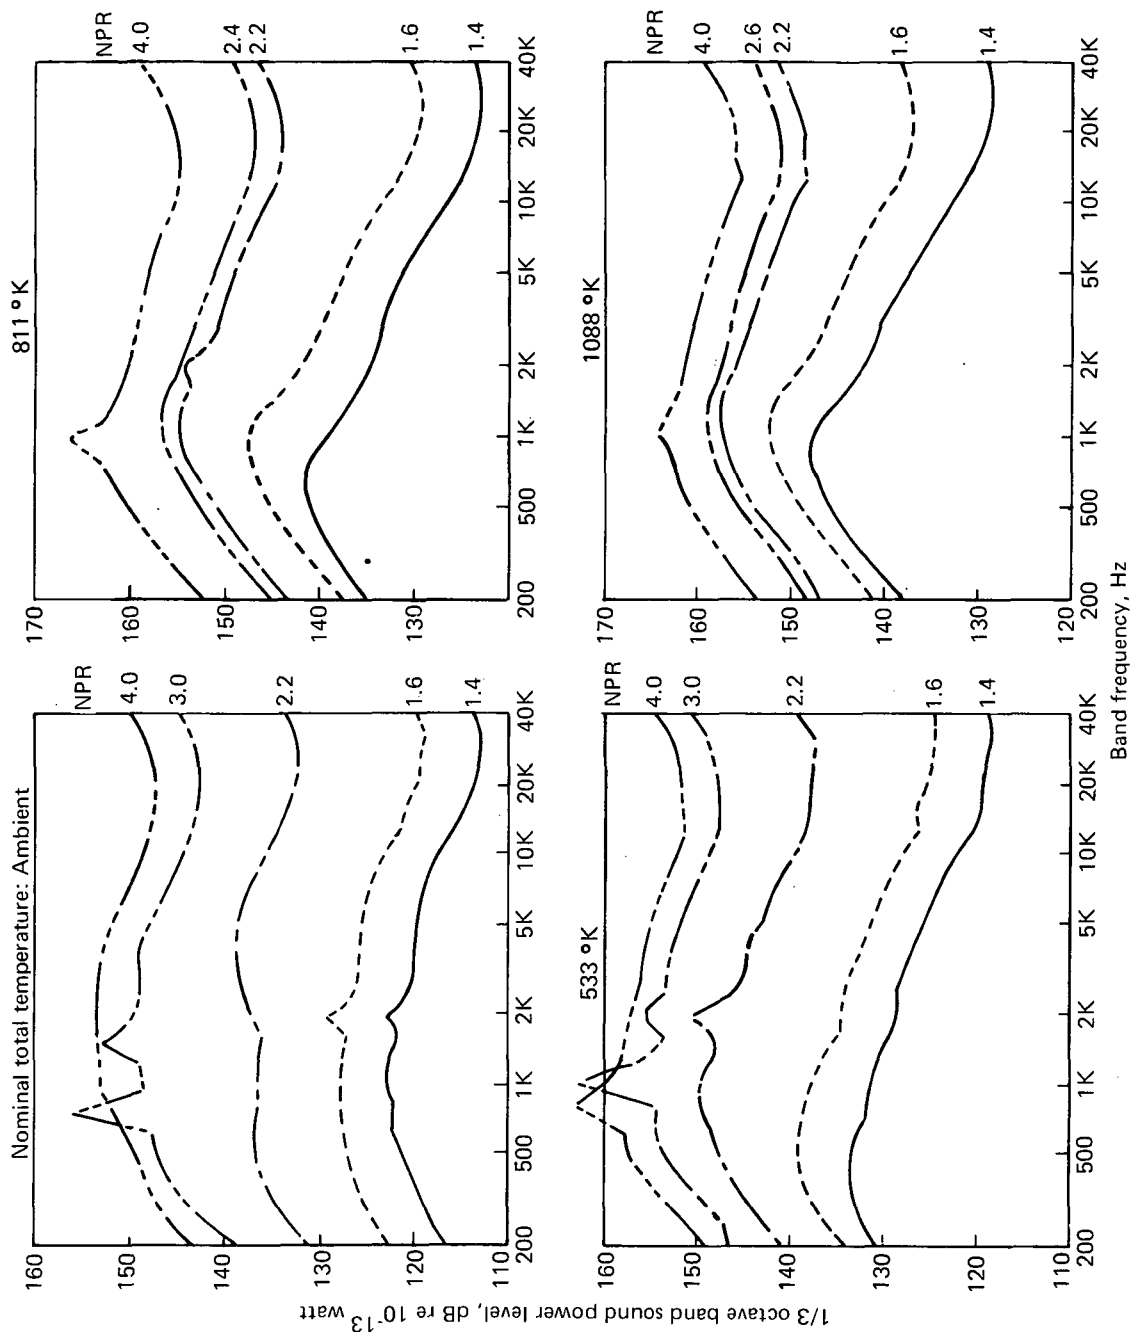 Nominal total temperature: Ambient
160
150
140
130
120
110
200
500
1K
2K
5K
10K
20K
40K
NPR
4.0
3.0
2.2
1.6
1.4
811 °K
170
160
150
140
130
200
500
1K
2K
5K
10K
20K
40K
NPR
4.0
2.4
2.2
1.6
1.4
533 °K
160
150
140
130
120
110
200
500
1K
2K
5K
10K
20K
40K
NPR
4.0
3.0
2.2
1.6
1.4
1088 °K
170
160
150
140
130
120
200
500
1K
2K
5K
10K
20K
40K
NPR
4.0
2.6
2.2
1.6
1.4
Band frequency, Hz
1/3 octave band sound power level, dB re 10⁻¹³ watt